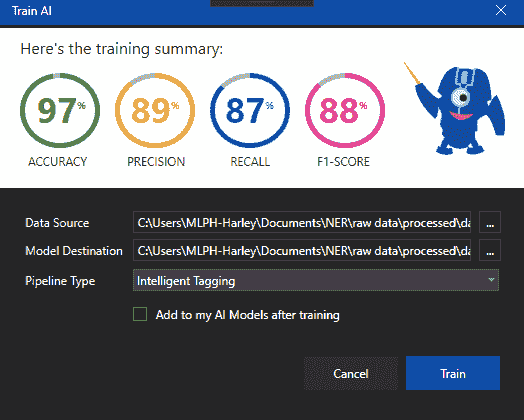 Train AI
Here's the training summary:
97% 89% 87% 88%
ACCURACY PRECISION RECALL F1-SCORE
Data Source C:\Users\MLPH-Harley\Documents\NER\raw data\processed\da ...
Model Destination C:\Users\MLPH-Harley\Documents\NER\raw data\processed\da ...
Pipeline Type Intelligent Tagging
Add to my AI Models after training
Cancel Train